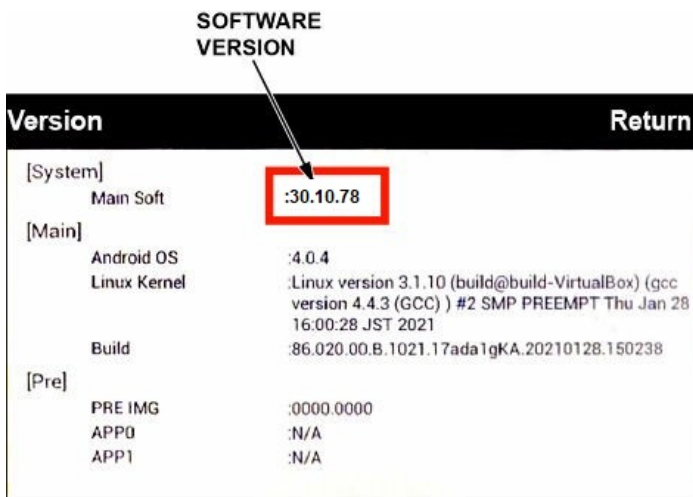 SOFTWARE
VERSION
Version Return
[System]
Main Soft :30.10.78
[Main]
Android OS :4.0.4
Linux Kernel :Linux version 3.1.10 (build@build-VirtualBox) (gcc
version 4.4.3 (GCC) ) #2 SMP PREEMPT Thu Jan 28
16:00:28 JST 2021
Build :86.020.00.B.1021.17ada1gKA.20210128.150238
[Pre]
PRE IMG :0000.0000
APP0 :N/A
APP1 :N/A